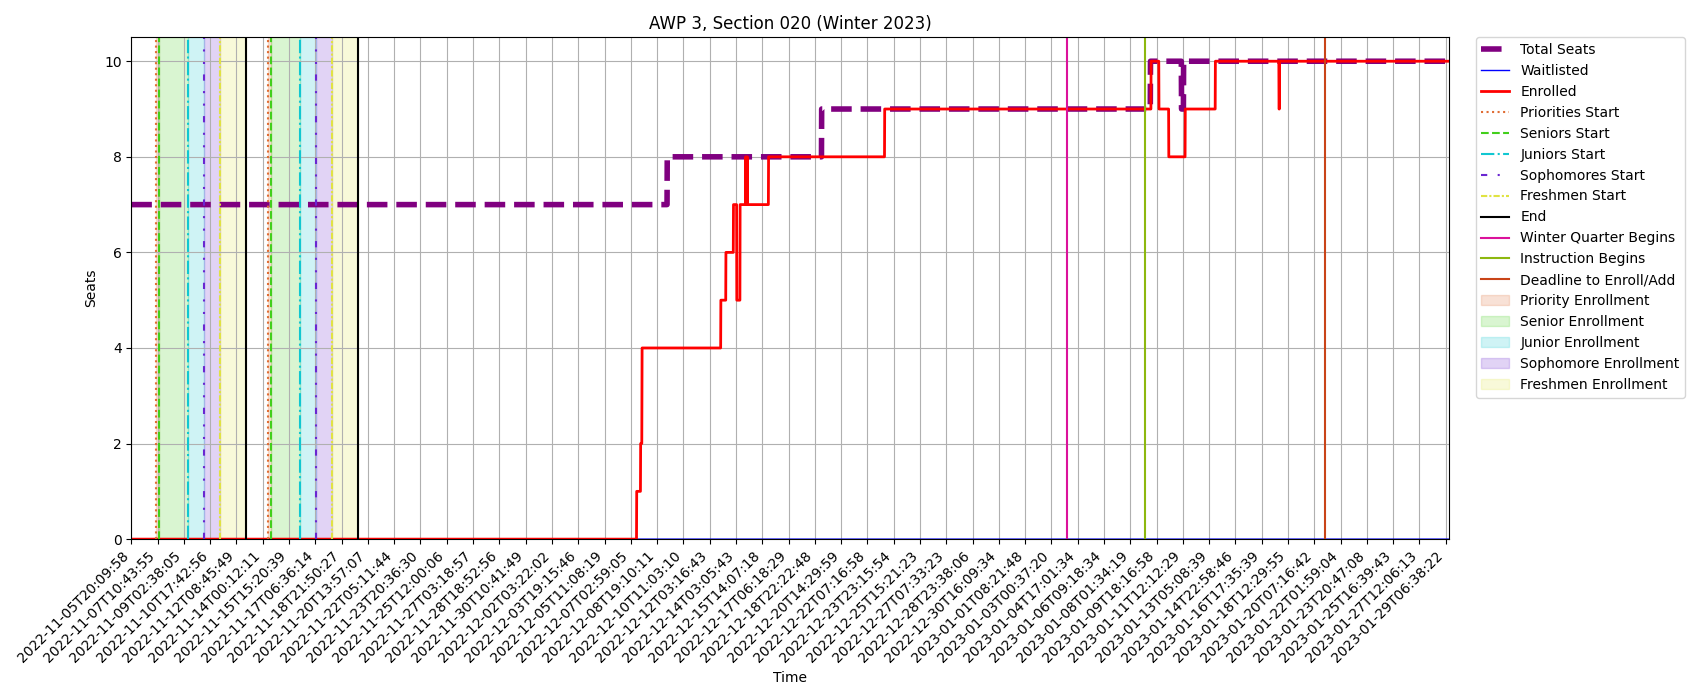 AWP 3, Section 020 (Winter 2023)
Seats
10
8
6
4
2
0
2022-11-05T20:09:58
2022-11-07T10:43:55
2022-11-09T02:38:05
2022-11-10T17:42:56
2022-11-12T08:45:49
2022-11-14T00:12:11
2022-11-15T15:20:39
2022-11-17T06:36:14
2022-11-18T21:50:27
2022-11-20T13:57:07
2022-11-22T05:11:44
2022-11-23T20:36:30
2022-11-25T12:00:06
2022-11-27T03:18:57
2022-11-28T18:52:56
2022-11-30T10:41:49
2022-12-02T03:22:02
2022-12-03T19:15:46
2022-12-05T11:08:19
2022-12-07T02:59:05
2022-12-08T19:10:11
2022-12-10T11:03:10
2022-12-12T03:16:43
2022-12-14T03:05:43
2022-12-15T14:07:18
2022-12-17T06:18:29
2022-12-18T22:22:48
2022-12-20T14:29:59
2022-12-22T07:16:58
2022-12-23T23:15:54
2022-12-25T15:21:23
2022-12-27T07:33:23
2022-12-28T23:38:06
2022-12-30T16:09:34
2023-01-01T08:21:48
2023-01-03T00:37:20
2023-01-04T17:01:34
2023-01-06T09:18:34
2023-01-08T01:34:19
2023-01-09T18:16:58
2023-01-11T12:12:29
2023-01-13T05:08:39
2023-01-14T22:58:46
2023-01-16T17:35:39
2023-01-18T12:29:55
2023-01-20T07:16:42
2023-01-22T01:59:04
2023-01-23T20:47:08
2023-01-25T16:39:43
2023-01-27T12:06:13
2023-01-29T06:38:22
Time
Total Seats
Waitlisted
Enrolled
Priorities Start
Seniors Start
Juniors Start
Sophomores Start
Freshmen Start
End
Winter Quarter Begins
Instruction Begins
Deadline to Enroll/Add
Priority Enrollment
Senior Enrollment
Junior Enrollment
Sophomore Enrollment
Freshmen Enrollment